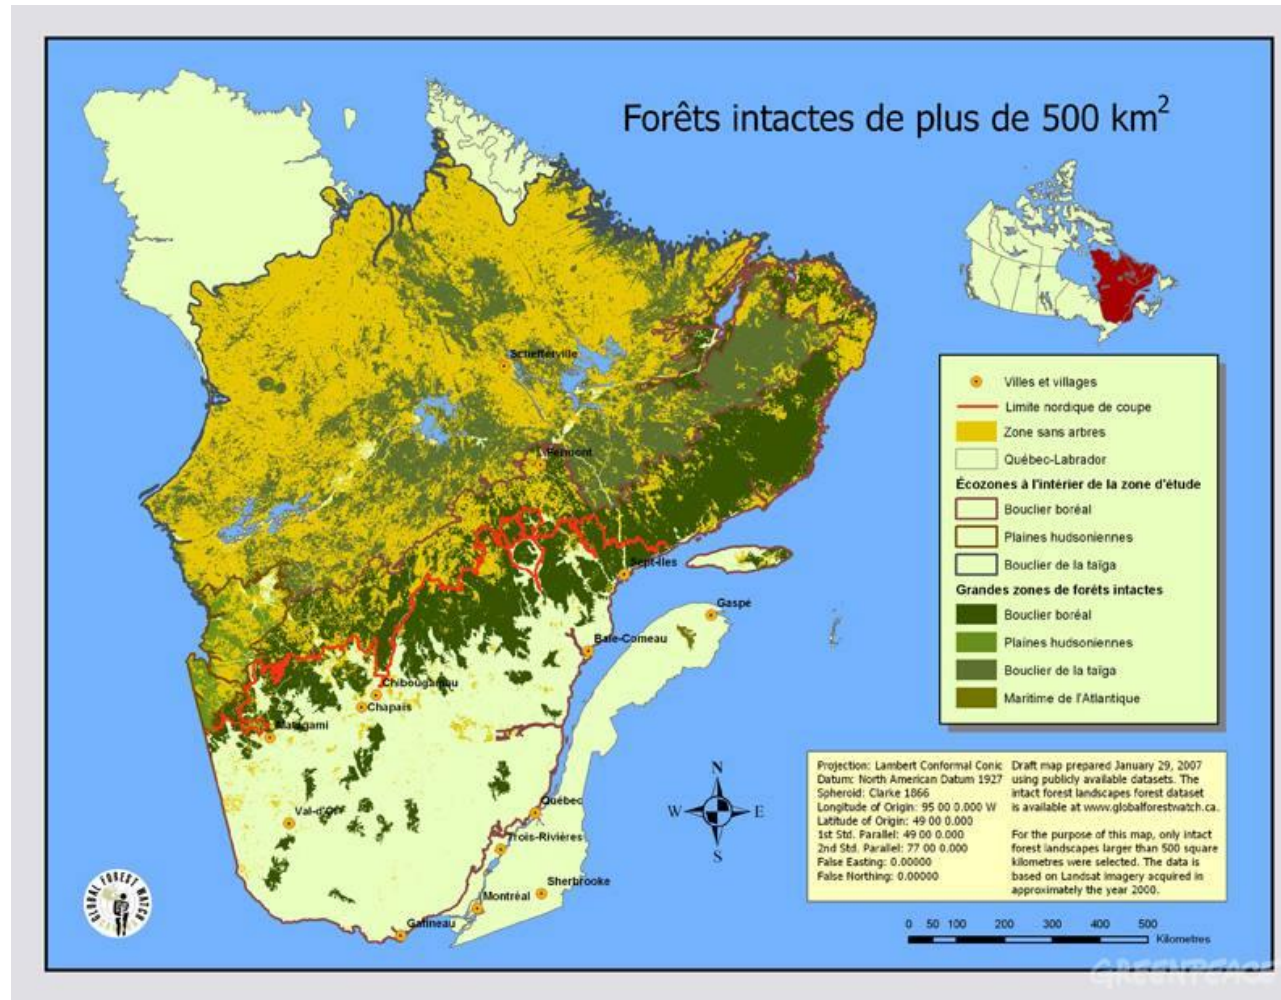 Forêts intactes de plus de 500 km²
Schefferville
Fermont
Sept-Îles
Gaspé
Baie-Comeau
Chibougamau
Chapais
Matagami
Val-d'Or
Québec
Trois-Rivières
Sherbrooke
Montréal
Gatineau
Villes et villages
Limite nordique de coupe
Zone sans arbres
Québec-Labrador
Écozones à l'intérier de la zone d'étude
Bouclier boréal
Plaines hudsoniennes
Bouclier de la taïga
Grandes zones de forêts intactes
Bouclier boréal
Plaines hudsoniennes
Bouclier de la taïga
Maritime de l'Atlantique
N
W E
S
Projection: Lambert Conformal Conic
Datum: North American Datum 1927
Spheroid: Clarke 1866
Longitude of Origin: 95 00 0.000 W
Latitude of Origin: 49 00 0.000
1st Std. Parallel: 49 00 0.000
2nd Std. Parallel: 77 00 0.000
False Easting: 0.00000
False Northing: 0.00000
Draft map prepared January 29, 2007
using publicly available datasets. The
intact forest landscapes forest dataset
is available at www.globalforestwatch.ca.
For the purpose of this map, only intact
forest landscapes larger than 500 square
kilometres were selected. The data is
based on Landsat imagery acquired in
approximately the year 2000.
0 50 100 200 300 400 500
Kilometres
GLOBAL FOREST WATCH
GREENPEACE